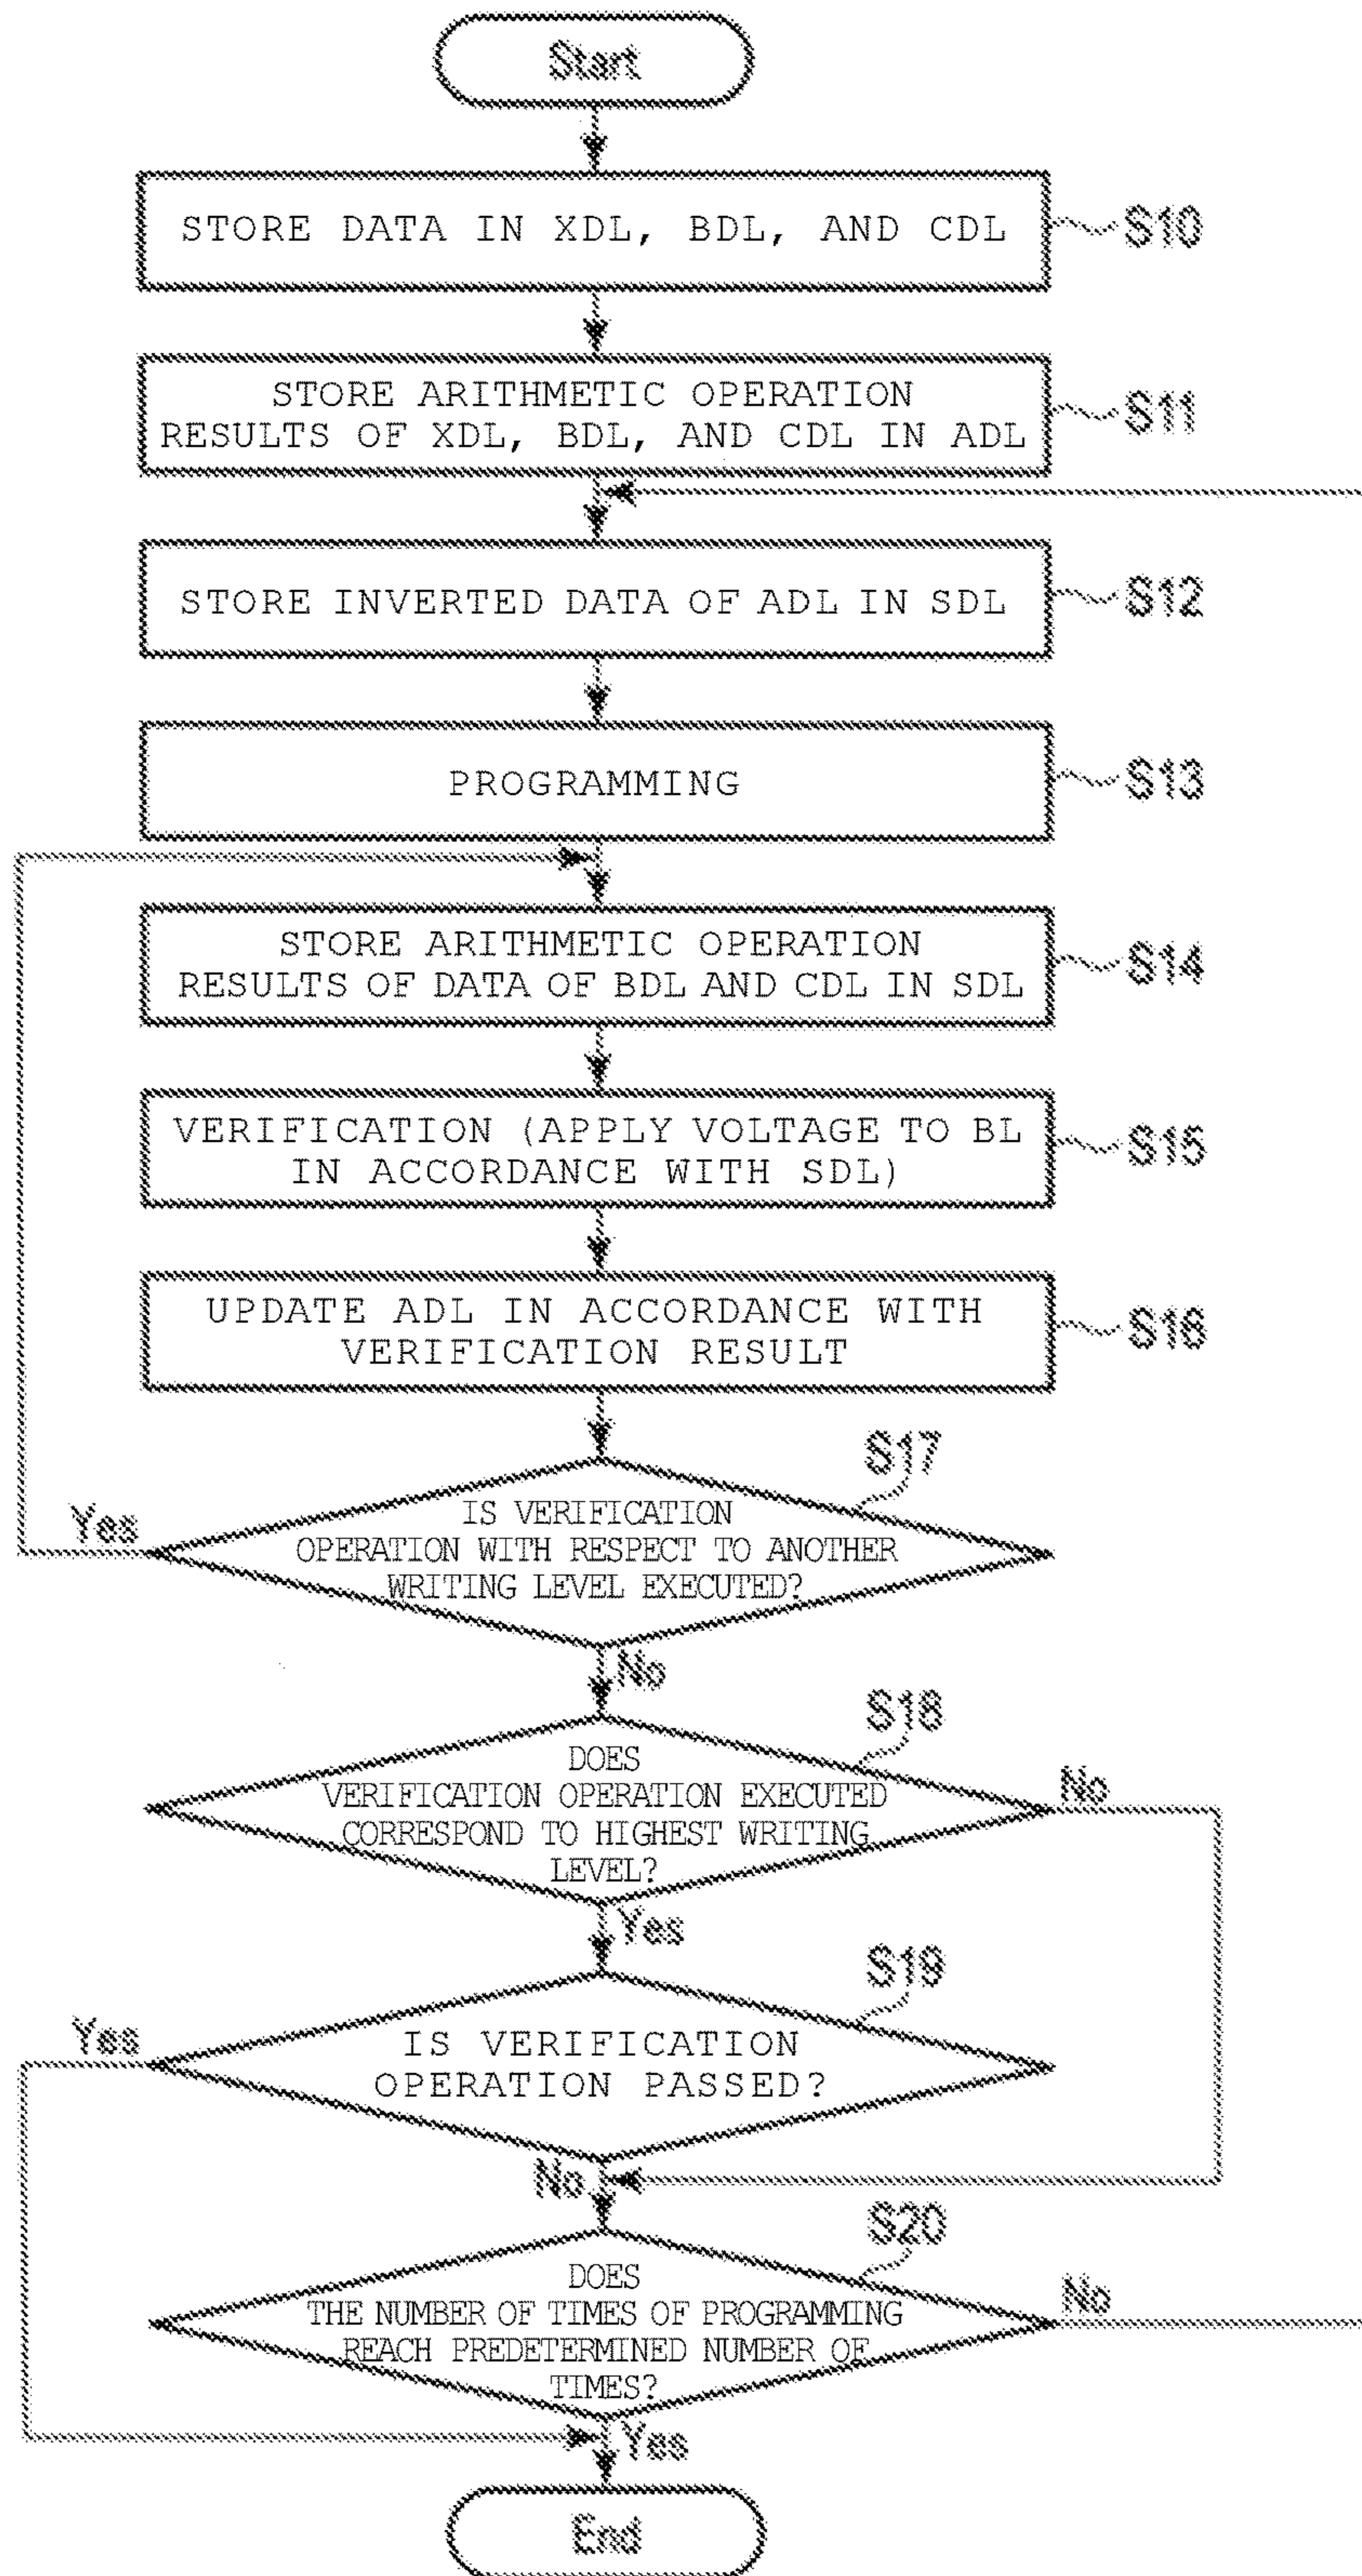 Start
STORE DATA IN XDL, BDL, AND CDL
S10
STORE ARITHMETIC OPERATION
RESULTS OF XDL, BDL, AND CDL IN ADL
S11
STORE INVERTED DATA OF ADL IN SDL
S12
PROGRAMMING
S13
STORE ARITHMETIC OPERATION
RESULTS OF DATA OF BDL AND CDL IN SDL
S14
VERIFICATION (APPLY VOLTAGE TO BL
IN ACCORDANCE WITH SDL)
S15
UPDATE ADL IN ACCORDANCE WITH
VERIFICATION RESULT
S16
S17
Yes
IS VERIFICATION
OPERATION WITH RESPECT TO ANOTHER
WRITING LEVEL EXECUTED?
No
S18
DOES
VERIFICATION OPERATION EXECUTED
CORRESPOND TO HIGHEST WRITING
LEVEL?
No
Yes
S19
Yes
IS VERIFICATION
OPERATION PASSED?
No
S20
DOES
THE NUMBER OF TIMES OF PROGRAMMING
REACH PREDETERMINED NUMBER OF
TIMES?
No
Yes
End